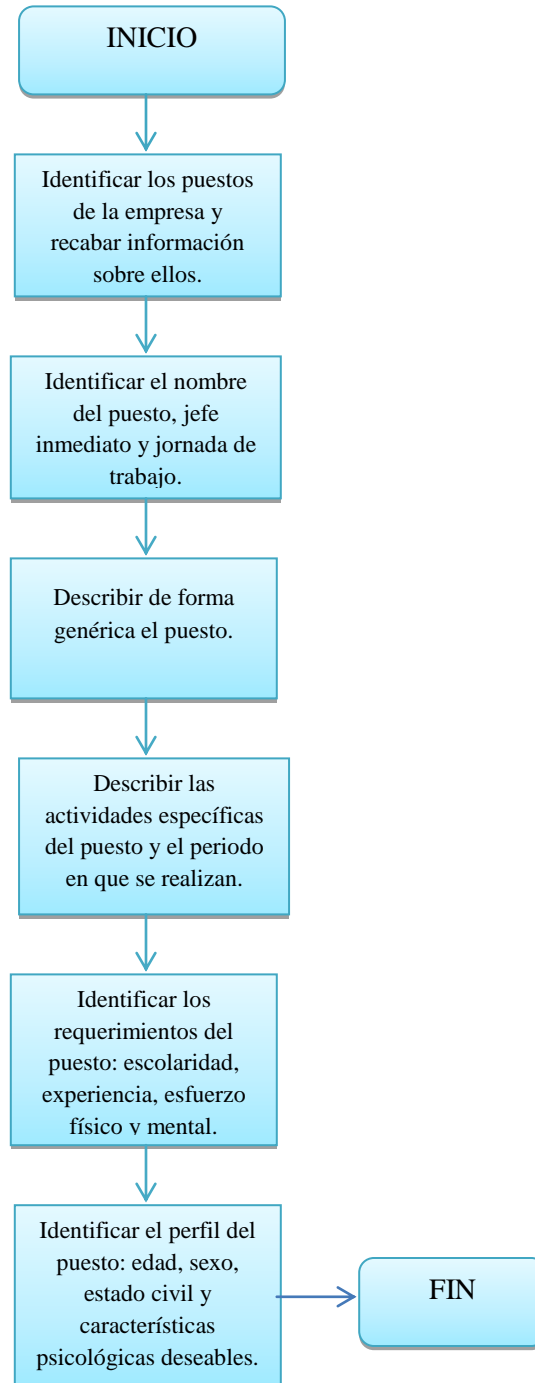 INICIO
Identificar los puestos
de la empresa y
recabar información
sobre ellos.
Identificar el nombre
del puesto, jefe
inmediato y jornada de
trabajo.
Describir de forma
genérica el puesto.
Describir las
actividades específicas
del puesto y el periodo
en que se realizan.
Identificar los
requerimientos del
puesto: escolaridad,
experiencia, esfuerzo
físico y mental.
Identificar el perfil del
puesto: edad, sexo,
estado civil y
características
psicológicas deseables.
FIN